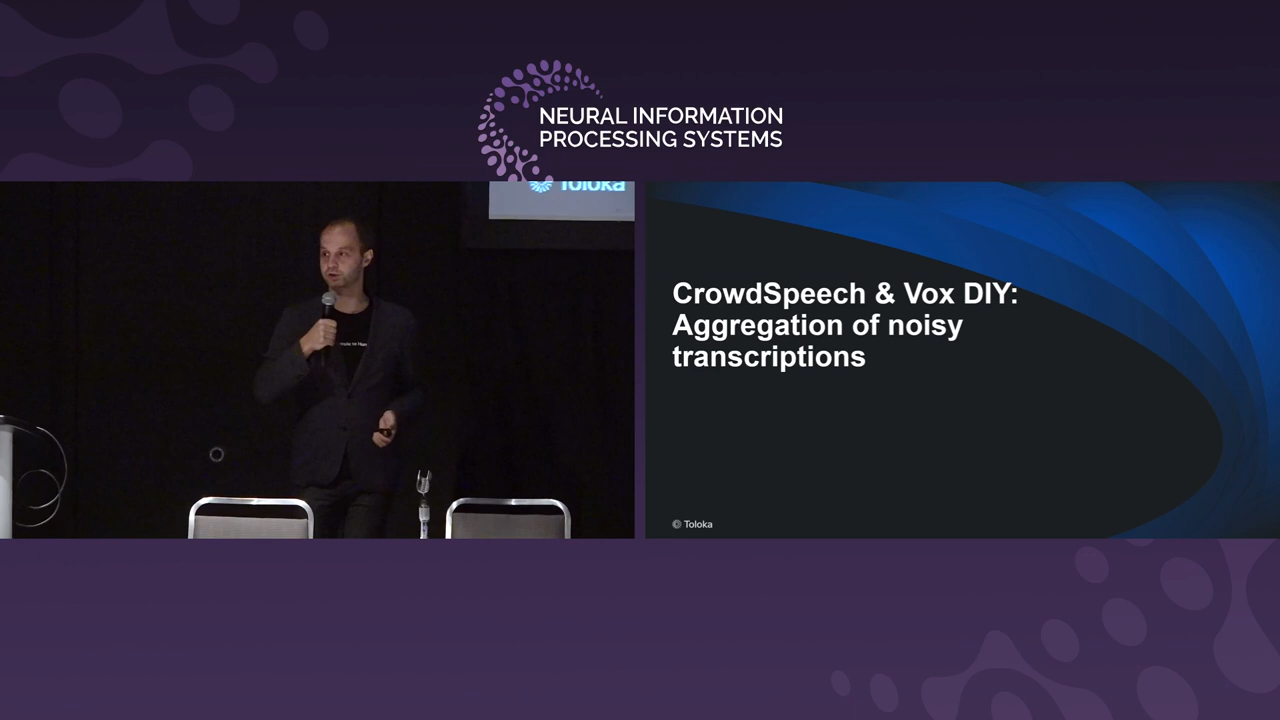 NEURAL INFORMATION
PROCESSING SYSTEMS
Toloka
CrowdSpeech & Vox DIY:
Aggregation of noisy
transcriptions
Toloka